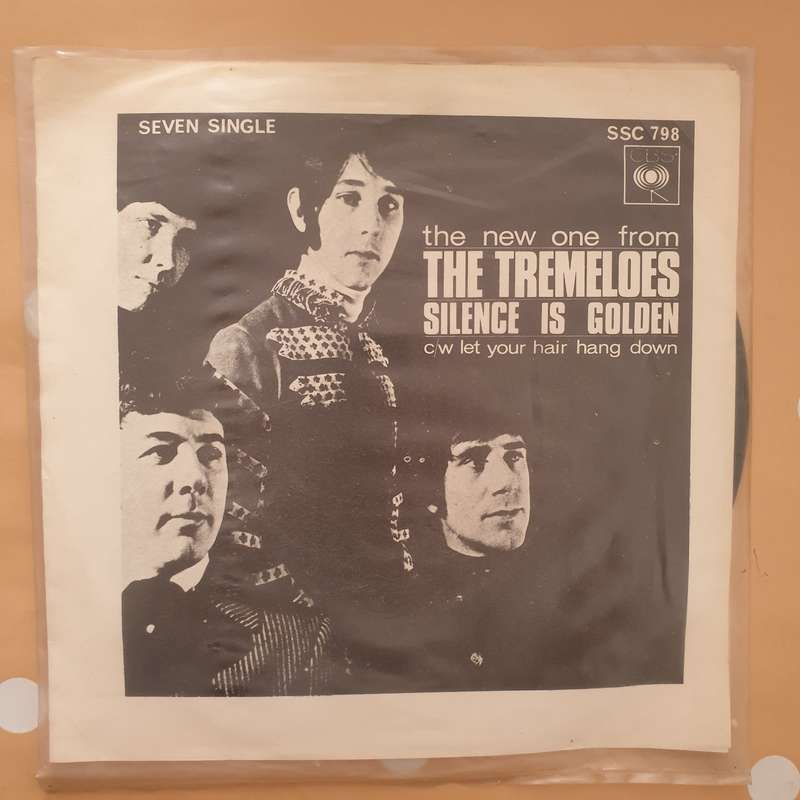 SEVEN SINGLE
SSC 798
CBS
the new one from
THE TREMELOES
SILENCE IS GOLDEN
c/w let your hair hang down